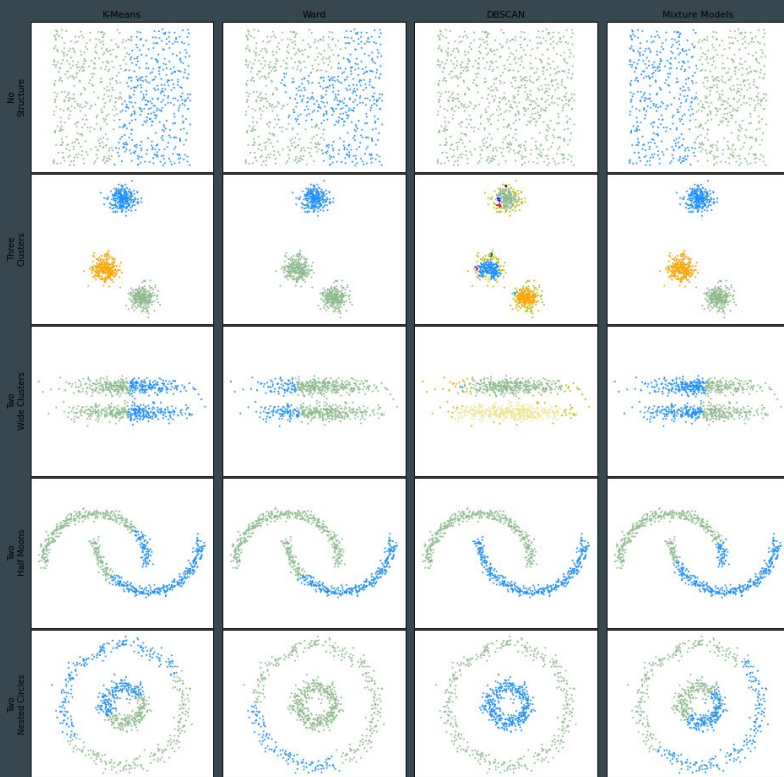 K-Means
Ward
DBSCAN
Mixture Models
No
Structure
Three
Clusters
Two
Wide Clusters
Two
Half Moons
Two
Nested Circles